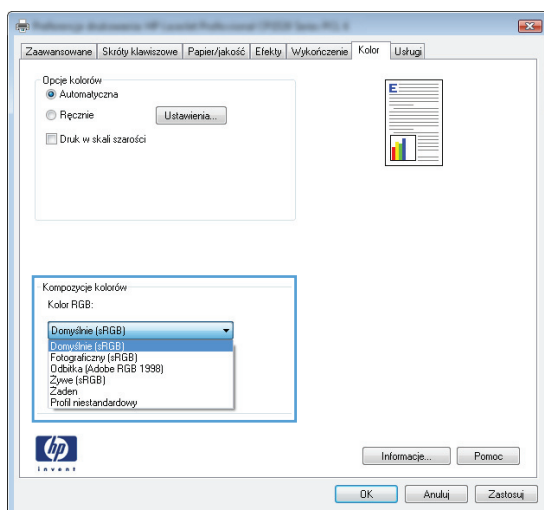 Zaawansowane Skróty klawiszowe Papier/jakość Efekty Wykończenie Kolor Usługi
Opcje kolorów
Automatyczna
Ręcznie
Ustawienia...
Druk w skali szarości
E
Kompozycje kolorów
Kolor RGB:
Domyślnie (sRGB)
Domyślnie (sRGB)
Fotograficzny (sRGB)
Odbitka (Adobe RGB 1998)
Żywe (sRGB)
Żaden
Profil niestandardowy
hp
invent
Informacje... Pomoc
OK Anuluj Zastosuj